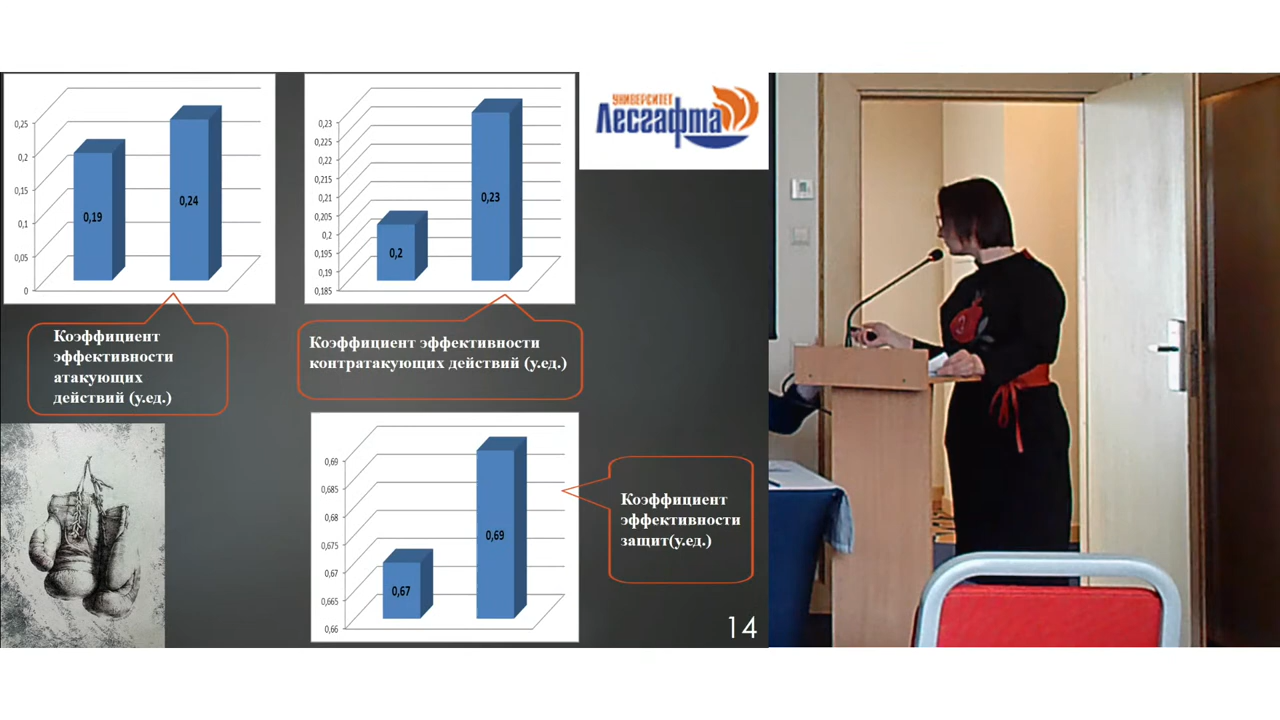 0,25
0,2
0,15
0,1
0,05
0
0,19
0,24
Коэффициент
эффективности
атакующих
действий (у.ед.)
0,23
0,225
0,22
0,215
0,21
0,205
0,2
0,195
0,19
0,185
0,2
0,23
Коэффициент эффективности
контратакующих действий (у.ед.)
УНИВЕРСИТЕТ
Лесгафта
0,69
0,685
0,68
0,675
0,67
0,665
0,66
0,67
0,69
Коэффициент
эффективности
защит(у.ед.)
14